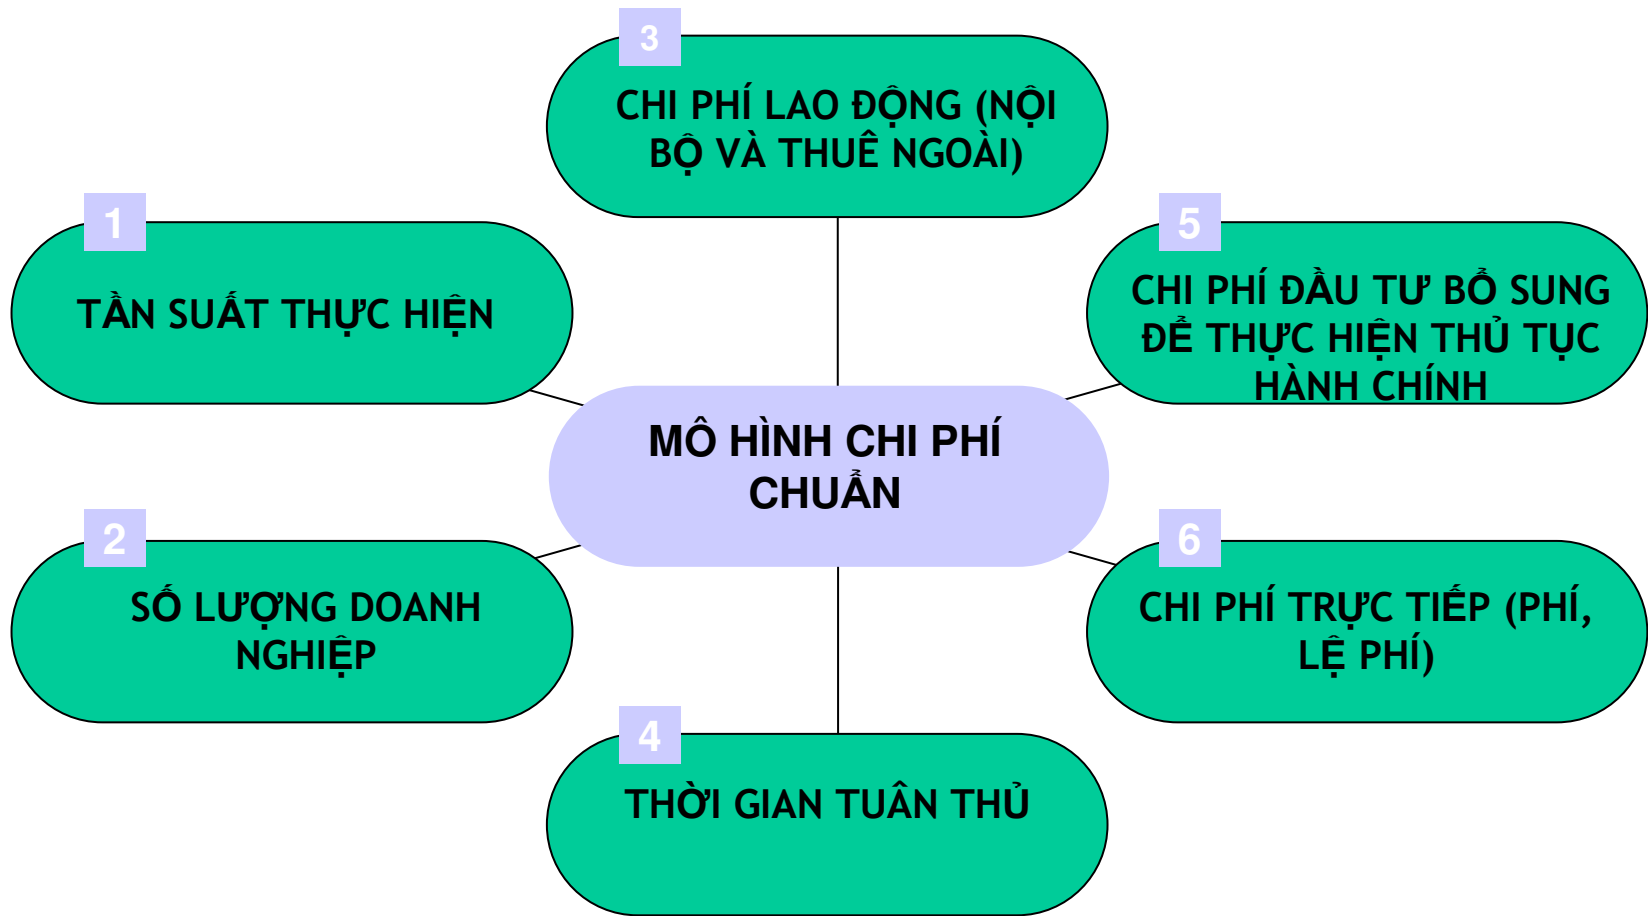 3
CHI PHÍ LAO ĐỘNG (NỘI
BỘ VÀ THUÊ NGOÀI)
1
TẦN SUẤT THỰC HIỆN
5
CHI PHÍ ĐẦU TƯ BỔ SUNG
ĐỂ THỰC HIỆN THỦ TỤC
HÀNH CHÍNH
MÔ HÌNH CHI PHÍ
CHUẨN
2
SỐ LƯỢNG DOANH
NGHIỆP
6
CHI PHÍ TRỰC TIẾP (PHÍ,
LỆ PHÍ)
4
THỜI GIAN TUÂN THỦ